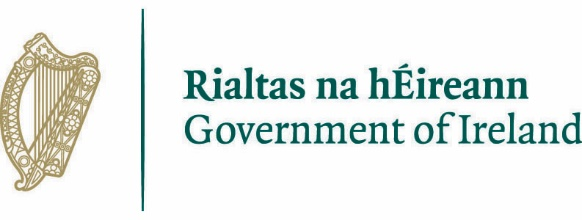 Rialtas na hÉireann
Government of Ireland